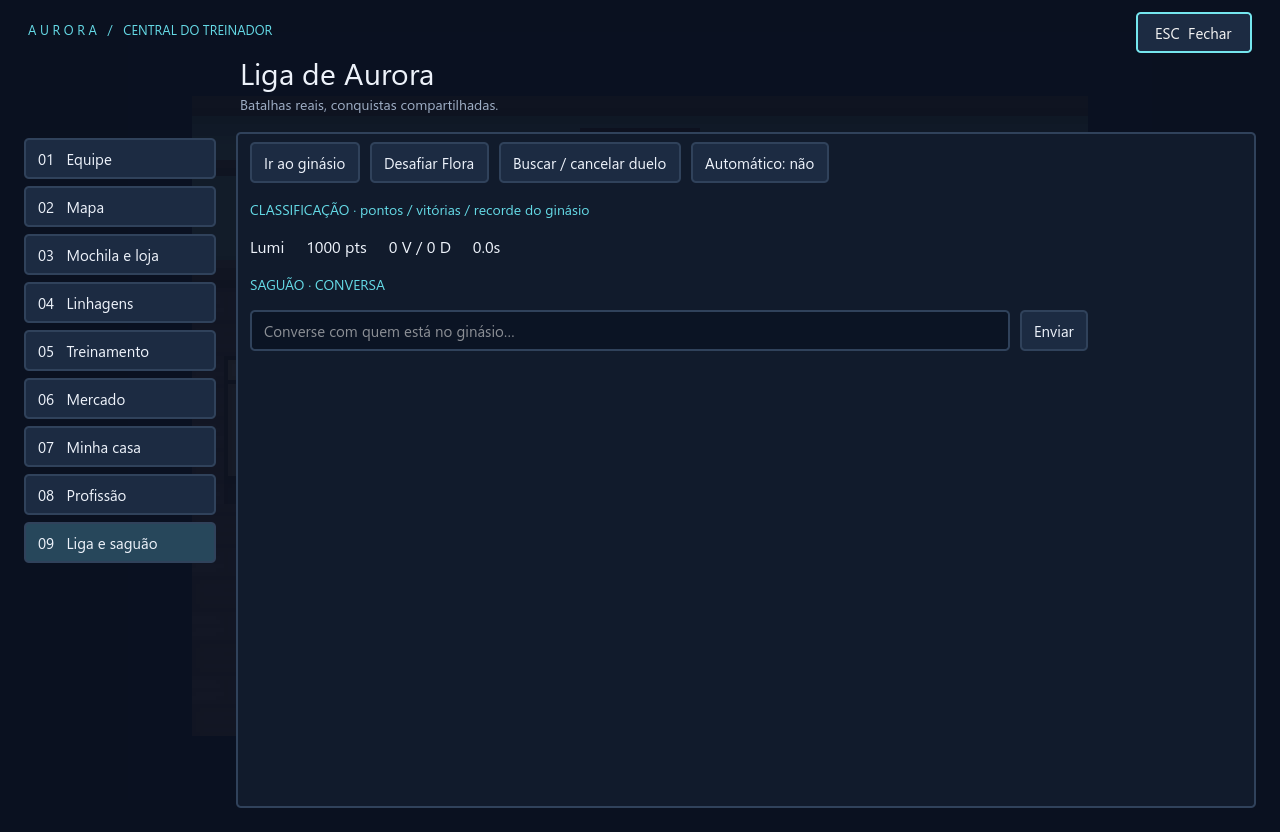 AURORA / CENTRAL DO TREINADOR
ESC Fechar
Liga de Aurora
Batalhas reais, conquistas compartilhadas.
01 Equipe
02 Mapa
03 Mochila e loja
04 Linhagens
05 Treinamento
06 Mercado
07 Minha casa
08 Profissão
09 Liga e saguão
Ir ao ginásio
Desafiar Flora
Buscar / cancelar duelo
Automático: não
CLASSIFICAÇÃO · pontos / vitórias / recorde do ginásio
Lumi 1000 pts 0 V / 0 D 0.0s
SAGUÃO · CONVERSA
Converse com quem está no ginásio...
Enviar